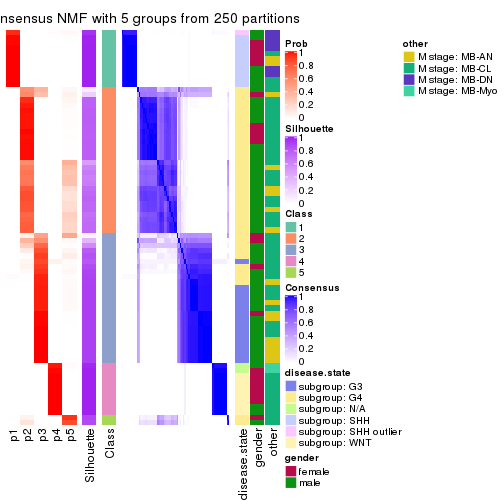 nsensus NMF with 5 groups from 250 partitions
p1
p2
p3
p4
p5
Silhouette
Class
disease.state
gender
other
Prob
1
0.8
0.6
0.4
0.2
0
Silhouette
1
0.8
0.6
0.4
0.2
0
Class
1
2
3
4
5
Consensus
1
0.8
0.6
0.4
0.2
0
disease.state
subgroup: G3
subgroup: G4
subgroup: N/A
subgroup: SHH
subgroup: SHH outlier
subgroup: WNT
gender
female
male
other
M stage: MB-AN
M stage: MB-CL
M stage: MB-DN
M stage: MB-Myo